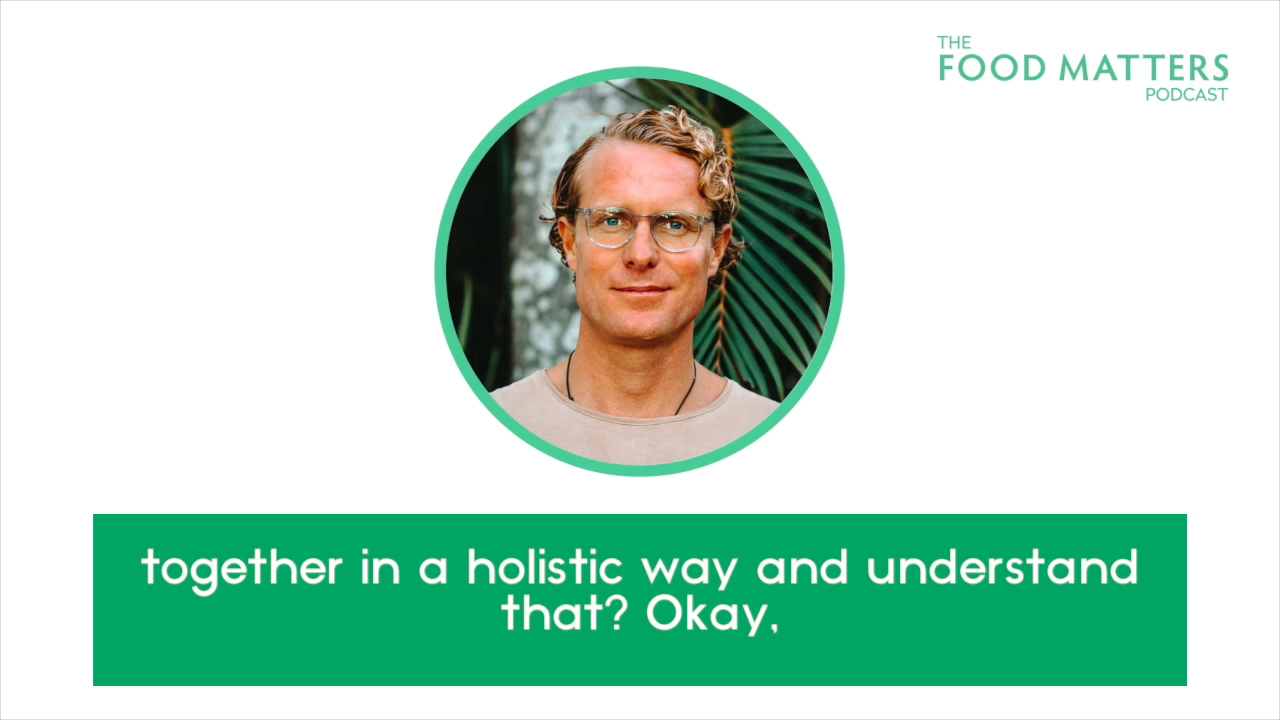 THE
FOOD MATTERS
PODCAST
together in a holistic way and understand
that? Okay,